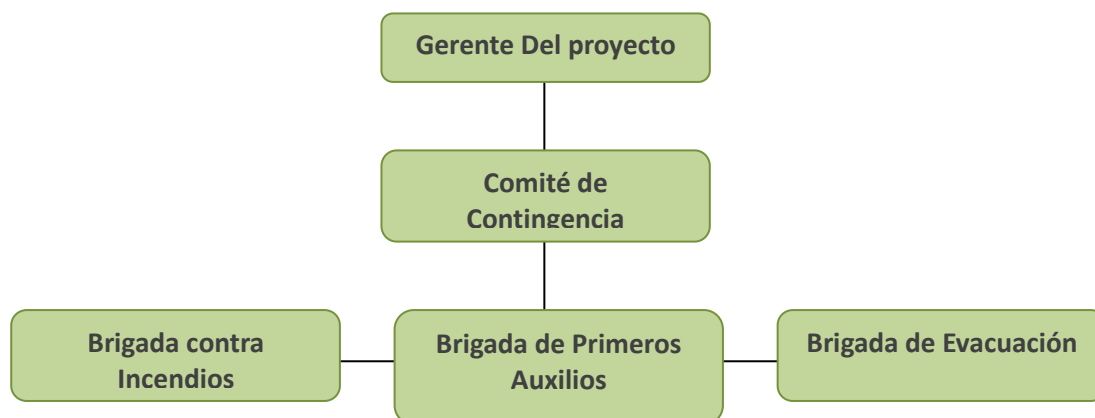 Gerente Del proyecto
Comité de
Contingencia
Brigada contra
Incendios
Brigada de Primeros
Auxilios
Brigada de Evacuación